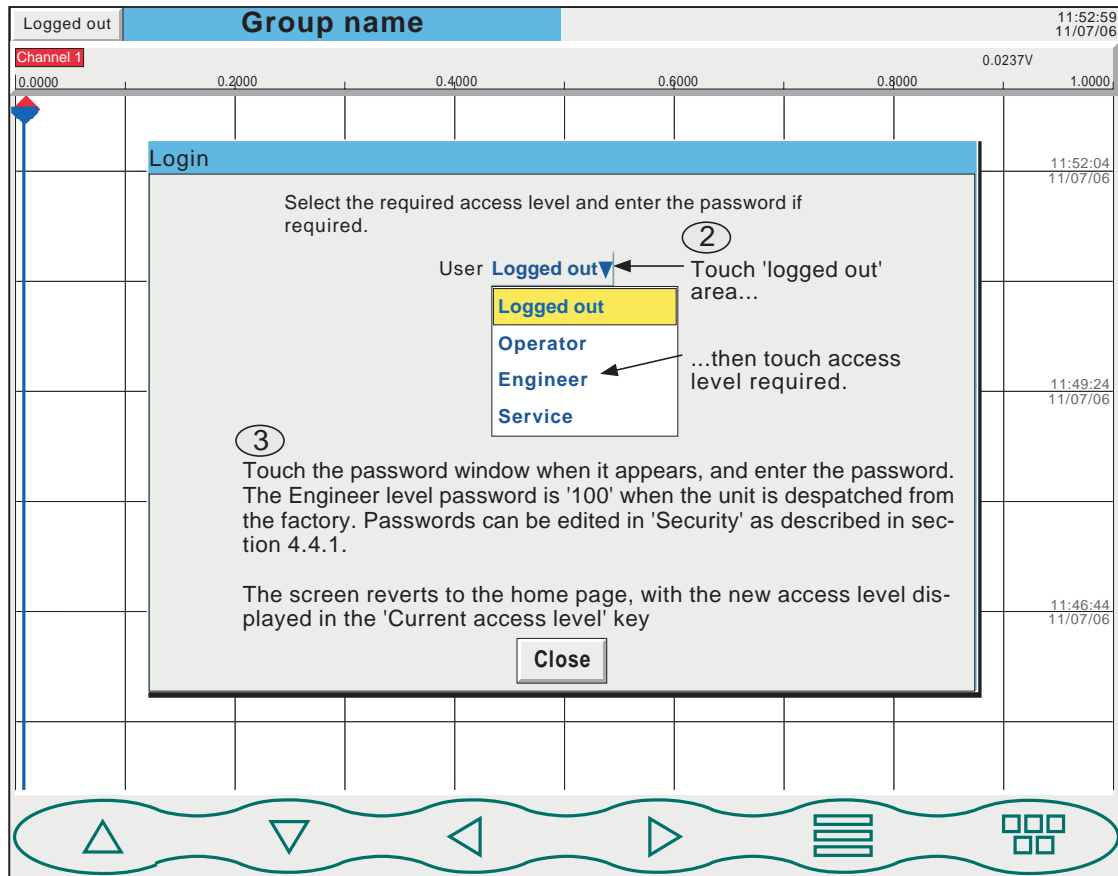 Logged out
Group name
11:52:59
11/07/06
Channel 1
0.0237V
0.0000 0.2000 0.4000 0.6000 0.8000 1.0000
Login
11:52:04
11/07/06
Select the required access level and enter the password if
required.
2
User Logged out
Touch 'logged out'
area...
Logged out
Operator
Engineer
Service
...then touch access
level required.
11:49:24
11/07/06
3
Touch the password window when it appears, and enter the password.
The Engineer level password is '100' when the unit is despatched from
the factory. Passwords can be edited in 'Security' as described in sec-
tion 4.4.1.
The screen reverts to the home page, with the new access level dis-
played in the 'Current access level' key
11:46:44
11/07/06
Close